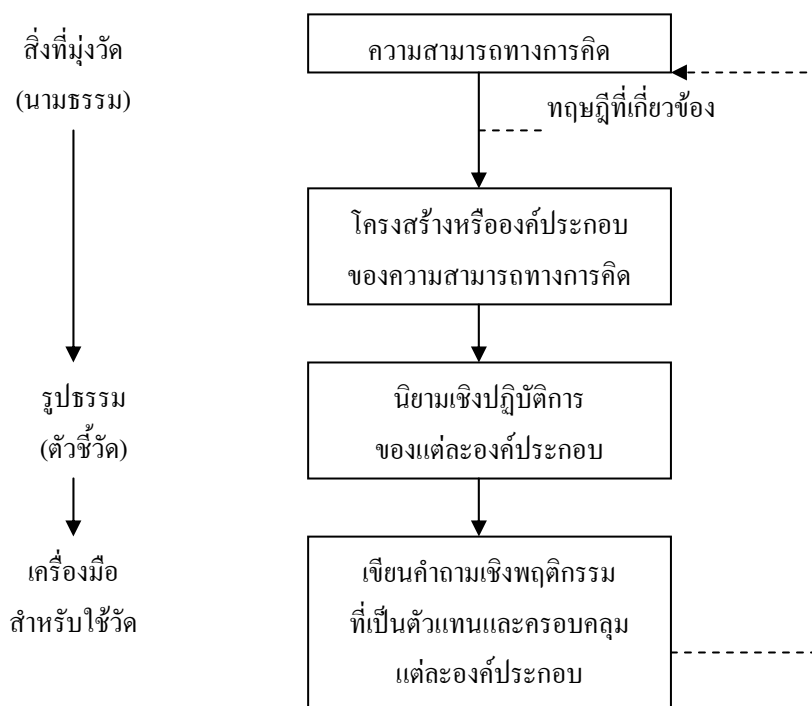 สิ่งที่มุ่งวัด
(นามธรรม)
ความสามารถทางการคิด
ทฤษฎีที่เกี่ยวข้อง
โครงสร้างหรือองค์ประกอบ
ของความสามารถทางการคิด
รูปธรรม
(ตัวชี้วัด)
นิยามเชิงปฏิบัติการ
ของแต่ละองค์ประกอบ
เครื่องมือ
สำหรับใช้วัด
เขียนคำถามเชิงพฤติกรรม
ที่เป็นตัวแทนและครอบคลุม
แต่ละองค์ประกอบ